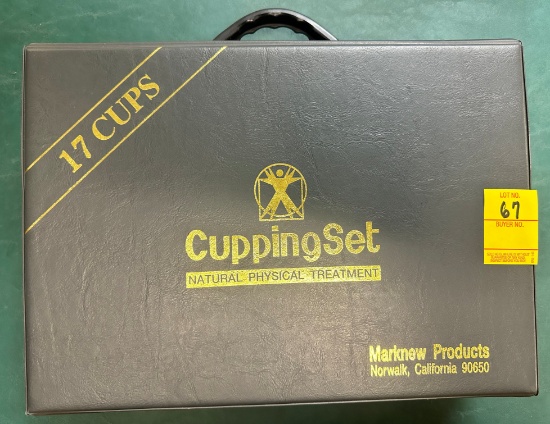 17 CUPS
CuppingSet
NATURAL PHYSICAL TREATMENT
Marknew Products
Norwalk, California 90650
LOT NO.
67
BUYER NO.